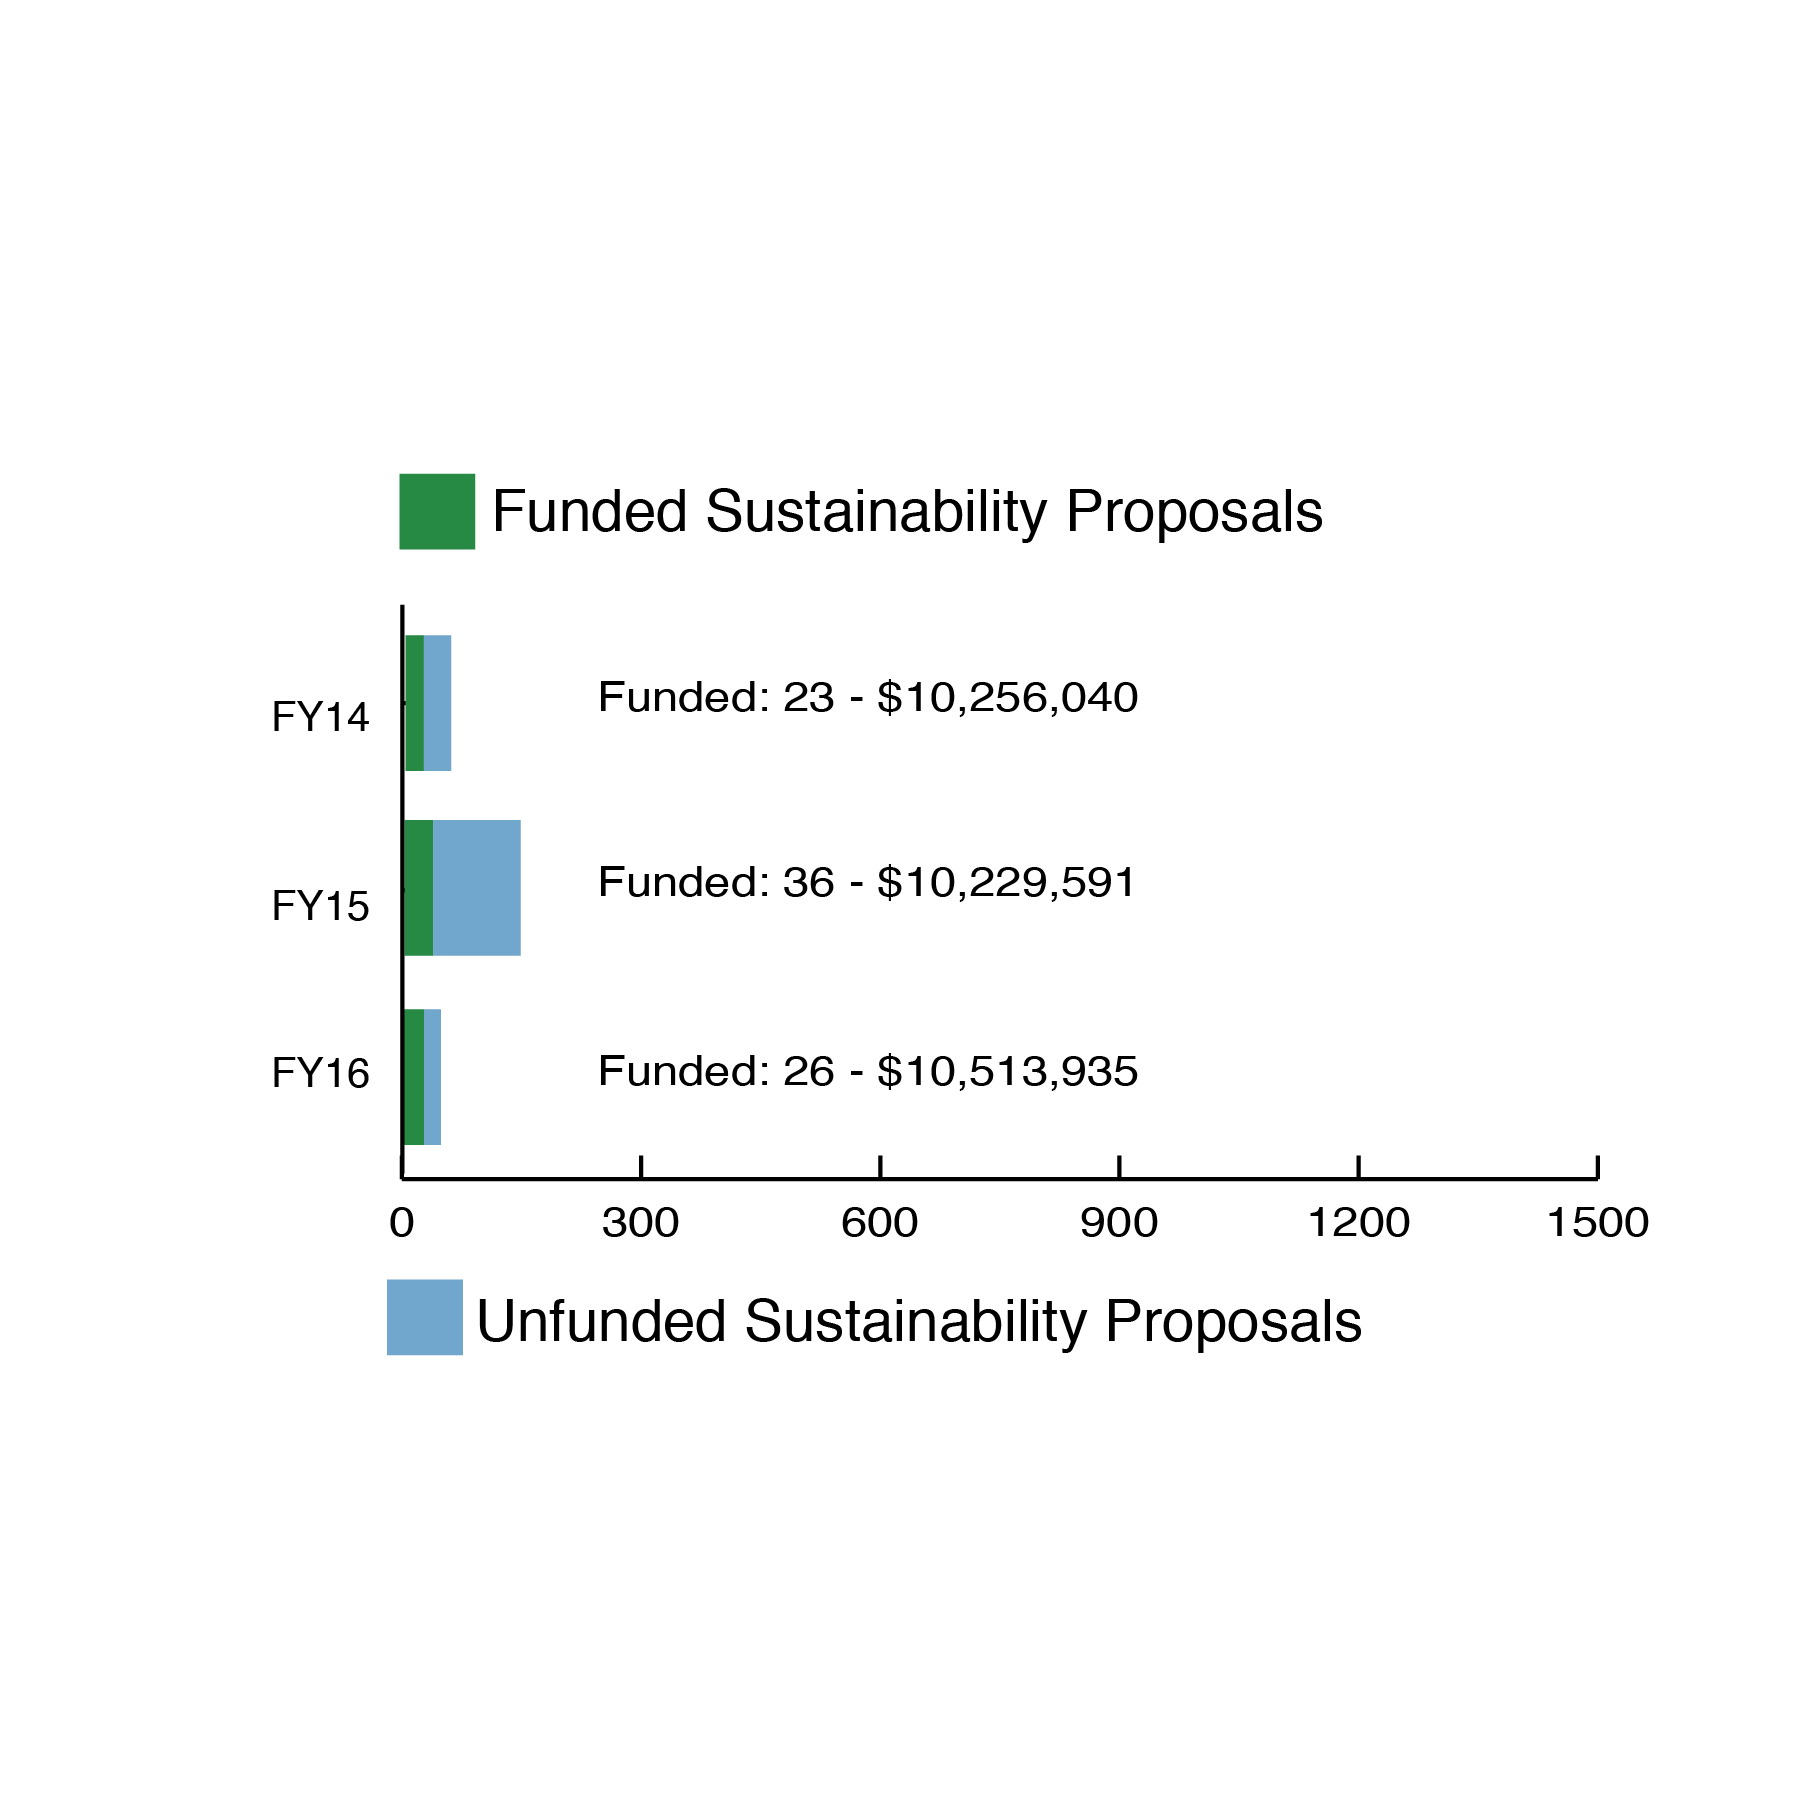 Funded Sustainability Proposals
FY14
Funded: 23 - $10,256,040
FY15
Funded: 36 - $10,229,591
FY16
Funded: 26 - $10,513,935
0 300 600 900 1200 1500
Unfunded Sustainability Proposals